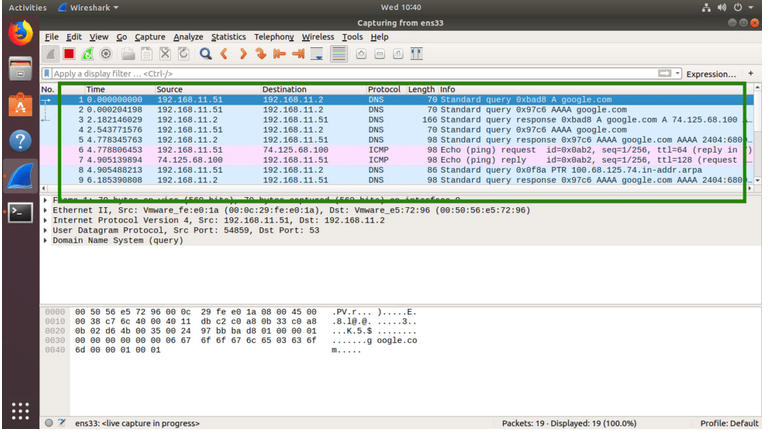 Activities Wireshark Wed 10:40
Capturing from ens33
File Edit View Go Capture Analyze Statistics Telephony Wireless Tools Help
Apply a display filter ... <Ctrl-/> Expression... +
No. Time Source Destination Protocol Length Info
1 0.000000000 192.168.11.51 192.168.11.2 DNS 70 Standard query 0xbad8 A google.com
2 0.000204198 192.168.11.51 192.168.11.2 DNS 70 Standard query 0x97c6 AAAA google.com
3 2.182146029 192.168.11.2 192.168.11.51 DNS 166 Standard query response 0xbad8 A google.com A 74.125.68.100
4 2.543771576 192.168.11.51 192.168.11.2 DNS 70 Standard query 0x97c6 AAAA google.com
5 4.778345763 192.168.11.2 192.168.11.51 DNS 98 Standard query response 0x97c6 AAAA google.com AAAA 2404:6800…
6 4.778806453 192.168.11.51 74.125.68.100 ICMP 98 Echo (ping) request id=0x0ab2, seq=1/256, ttl=64 (reply in 7)
7 4.905139894 74.125.68.100 192.168.11.51 ICMP 98 Echo (ping) reply id=0x0ab2, seq=1/256, ttl=128 (request …
8 4.905488213 192.168.11.51 192.168.11.2 DNS 86 Standard query 0x0f8a PTR 100.68.125.74.in-addr.arpa
9 6.185390808 192.168.11.2 192.168.11.51 DNS 98 Standard query response 0x97c6 AAAA google.com AAAA 2404:6800…
Frame 1: 70 bytes on wire (560 bits), 70 bytes captured (560 bits) on interface 0
Ethernet II, Src: Vmware_fe:e0:1a (00:0c:29:fe:e0:1a), Dst: Vmware_e5:72:96 (00:50:56:e5:72:96)
Internet Protocol Version 4, Src: 192.168.11.51, Dst: 192.168.11.2
User Datagram Protocol, Src Port: 54859, Dst Port: 53
Domain Name System (query)
0000 00 50 56 e5 72 96 00 0c 29 fe e0 1a 08 00 45 00 .PV.r... ).....E.
0010 00 38 c7 6c 40 00 40 11 db c2 c0 a8 0b 33 c0 a8 .8.l@.@. .....3..
0020 0b 02 d6 4b 00 35 00 24 97 bb ba d8 01 00 00 01 ...K.5.$ ........
0030 00 00 00 00 00 00 06 67 6f 6f 67 6c 65 03 63 6f .......g oogle.co
0040 6d 00 00 01 00 01 m.....
ens33: <live capture in progress> Packets: 19 · Displayed: 19 (100.0%) Profile: Default